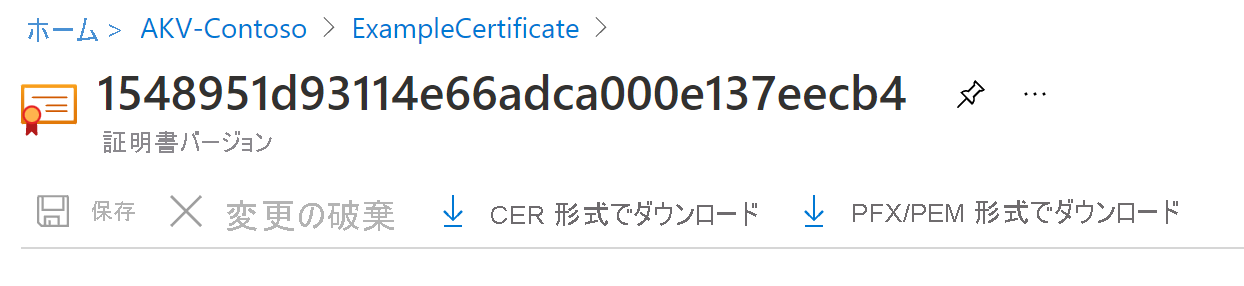 ホーム > AKV-Contoso > ExampleCertificate >
1548951d93114e66adca000e137eecb4 ...
証明書バージョン
保存 変更の破棄 CER 形式でダウンロード PFX/PEM 形式でダウンロード